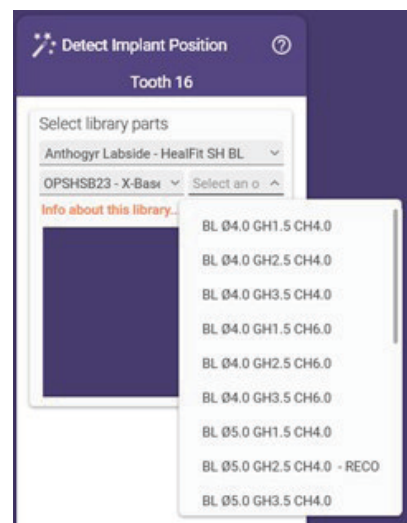 Detect Implant Position
Tooth 16
Select library parts
Anthogyr Labside - HealFit SH BL
OPSHSB23 - X-Base Select an o
Info about this library...
BL Ø4.0 GH1.5 CH4.0
BL Ø4.0 GH2.5 CH4.0
BL Ø4.0 GH3.5 CH4.0
BL Ø4.0 GH1.5 CH6.0
BL Ø4.0 GH2.5 CH6.0
BL Ø4.0 GH3.5 CH6.0
BL Ø5.0 GH1.5 CH4.0
BL Ø5.0 GH2.5 CH4.0 - RECO
BL Ø5.0 GH3.5 CH4.0